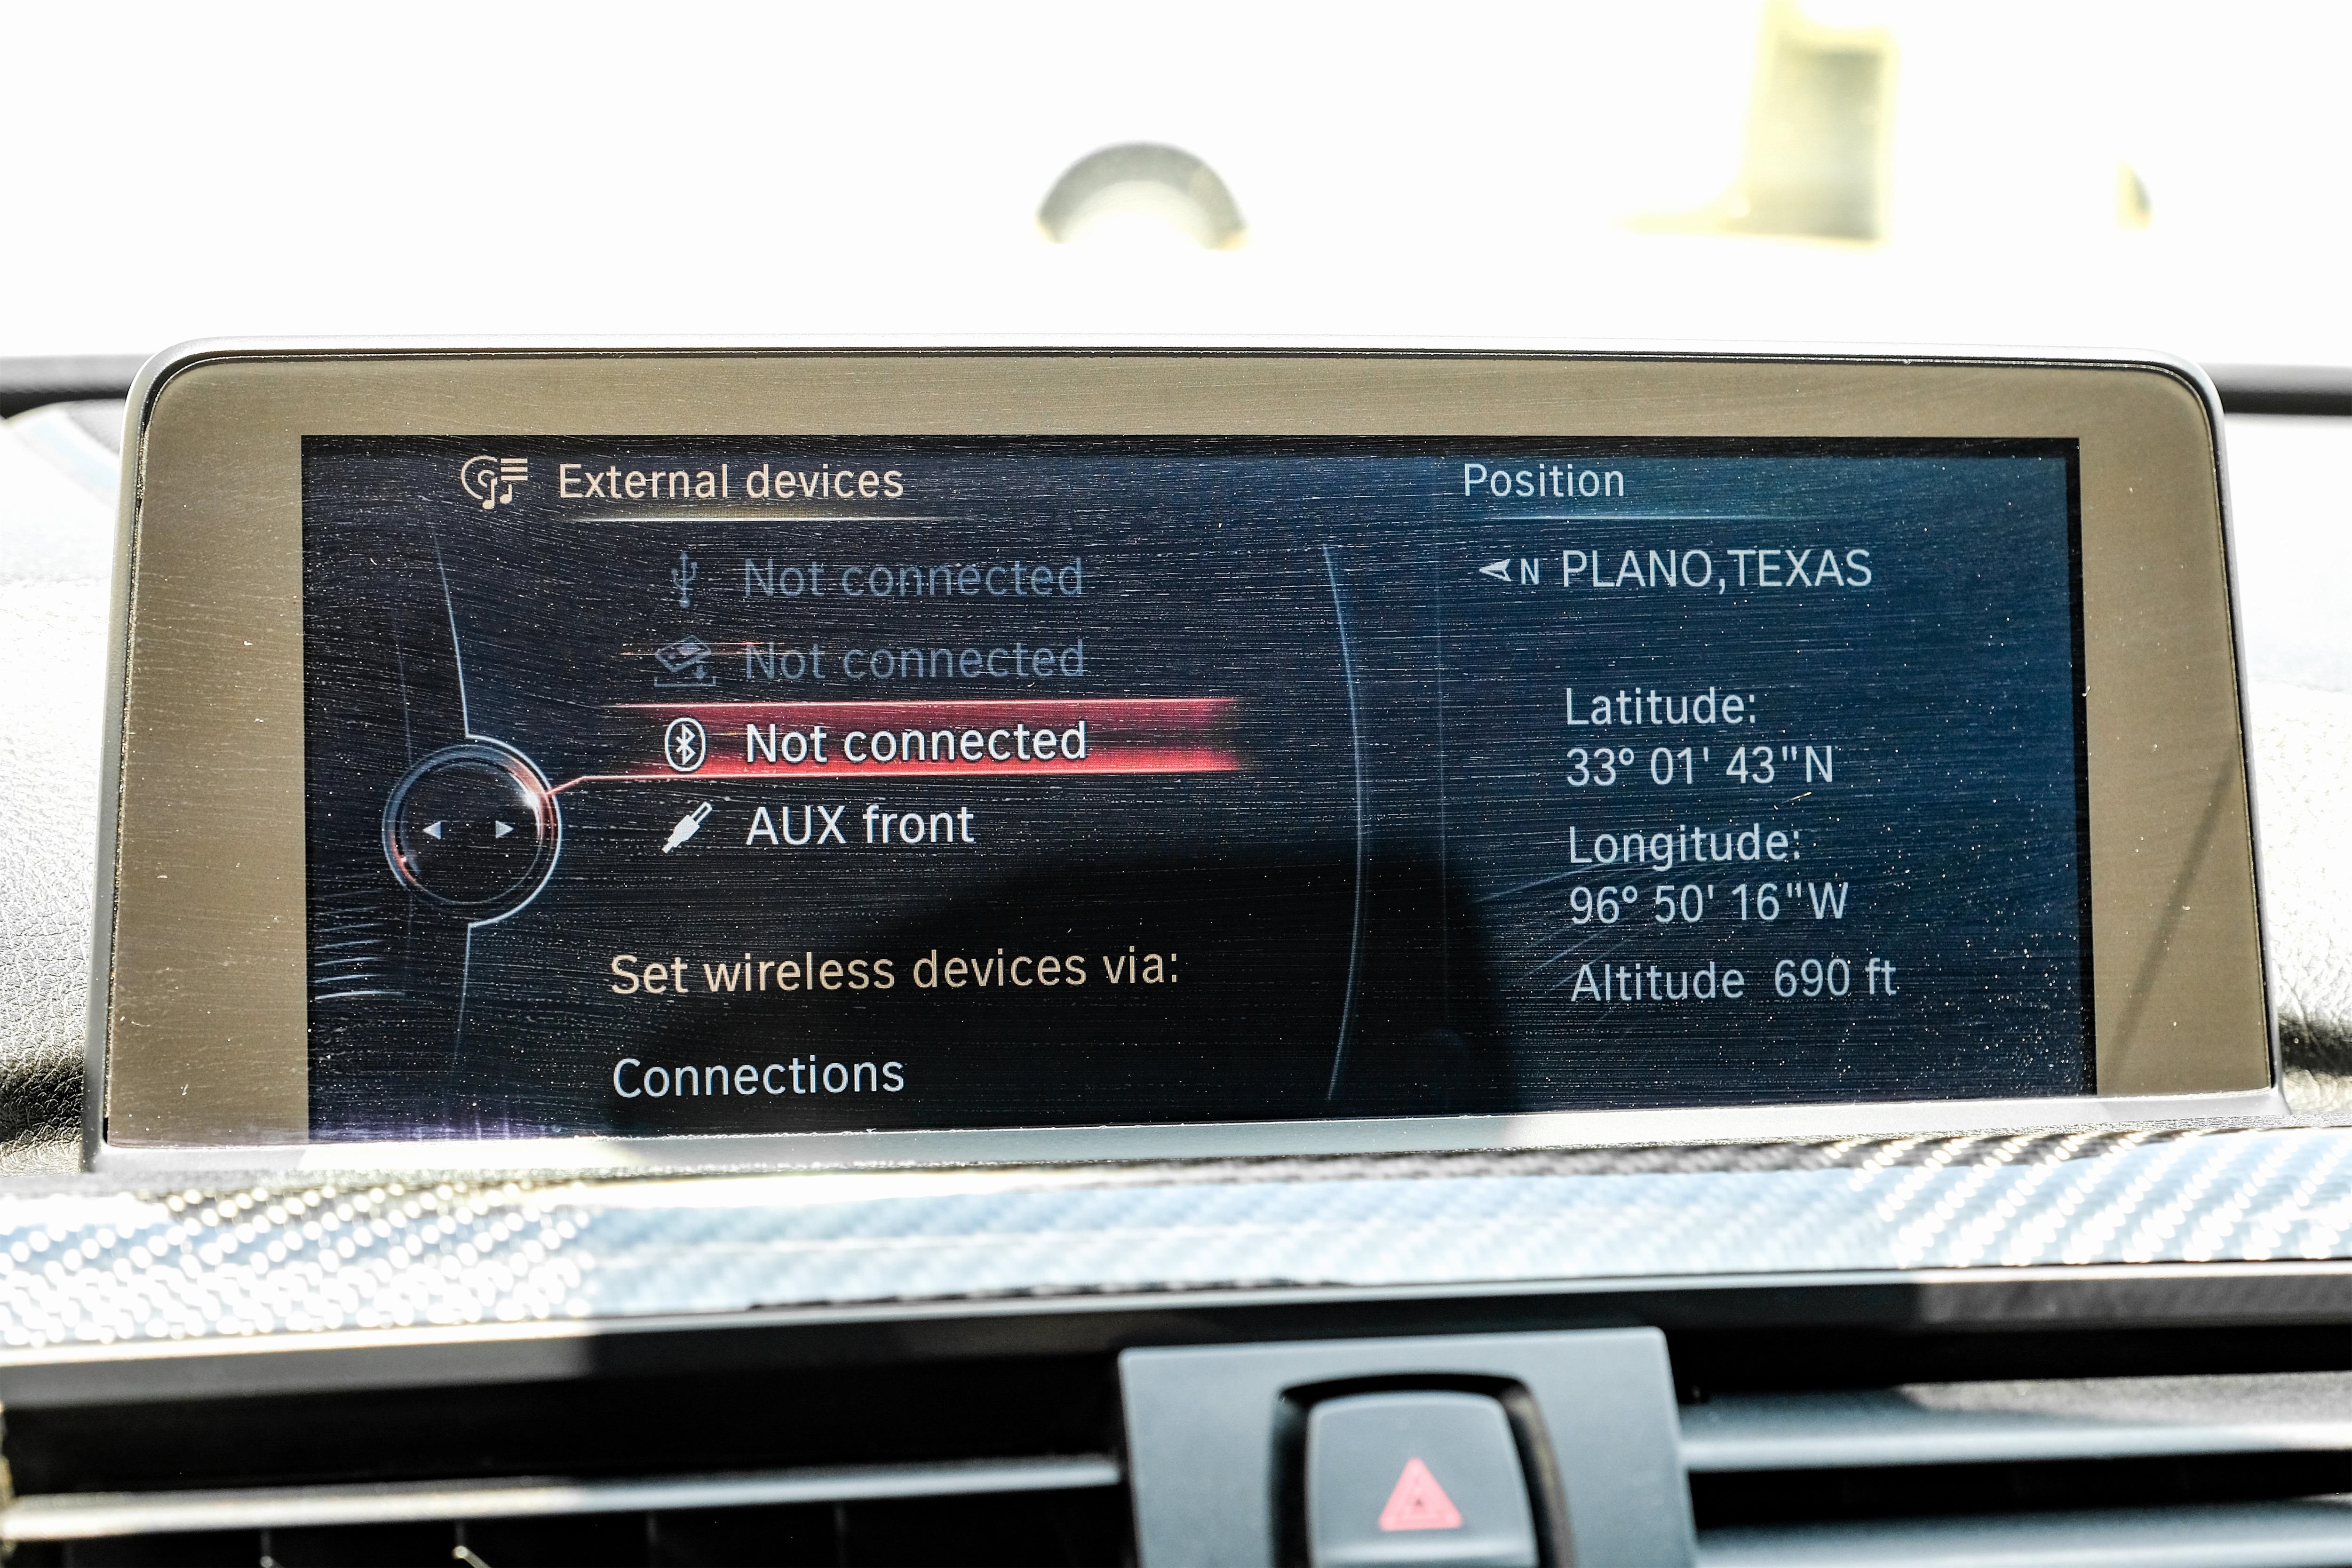 External devices
Not connected
Not connected
Not connected
AUX front
Set wireless devices via:
Connections
Position
N PLANO,TEXAS
Latitude:
33° 01' 43"N
Longitude:
96° 50' 16"W
Altitude 690 ft